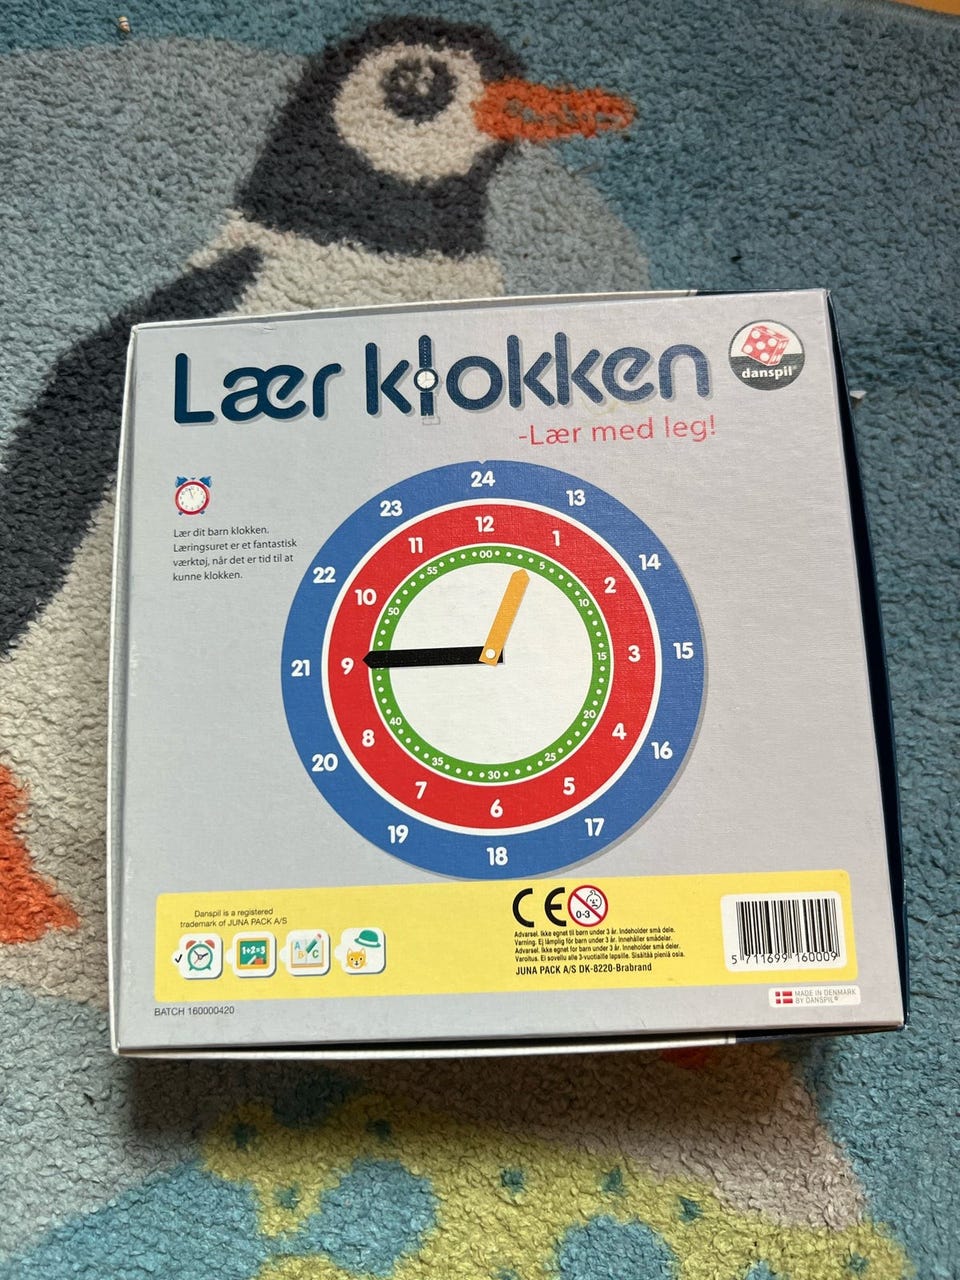 Lær klokken
-Lær med leg!
danspil®
Lær dit barn klokken.
Læringsuret er et fantastisk
værktøj, når det er tid til at
kunne klokken.
24
13
14
15
16
17
18
19
20
21
22
23
12
1
2
3
4
5
6
7
8
9
10
11
00
5
10
15
20
25
30
35
40
50
55
Danspil is a registered
trademark of JUNA PACK A/S
1+2=3
A
B C
CE
0-3
Advarsel. Ikke egnet til børn under 3 år. Indeholder små dele.
Varning. Ej lämplig för barn under 3 år. Innehåller smådelar.
Advarsel. Ikke egnet for barn under 3 år. Inneholder små deler.
Varoitus. Ei sovellu alle 3-vuotiaille lapsille. Sisältää pieniä osia.
JUNA PACK A/S DK-8220-Brabrand
5 711699 160009
MADE IN DENMARK
BY DANSPIL®
BATCH 160000420